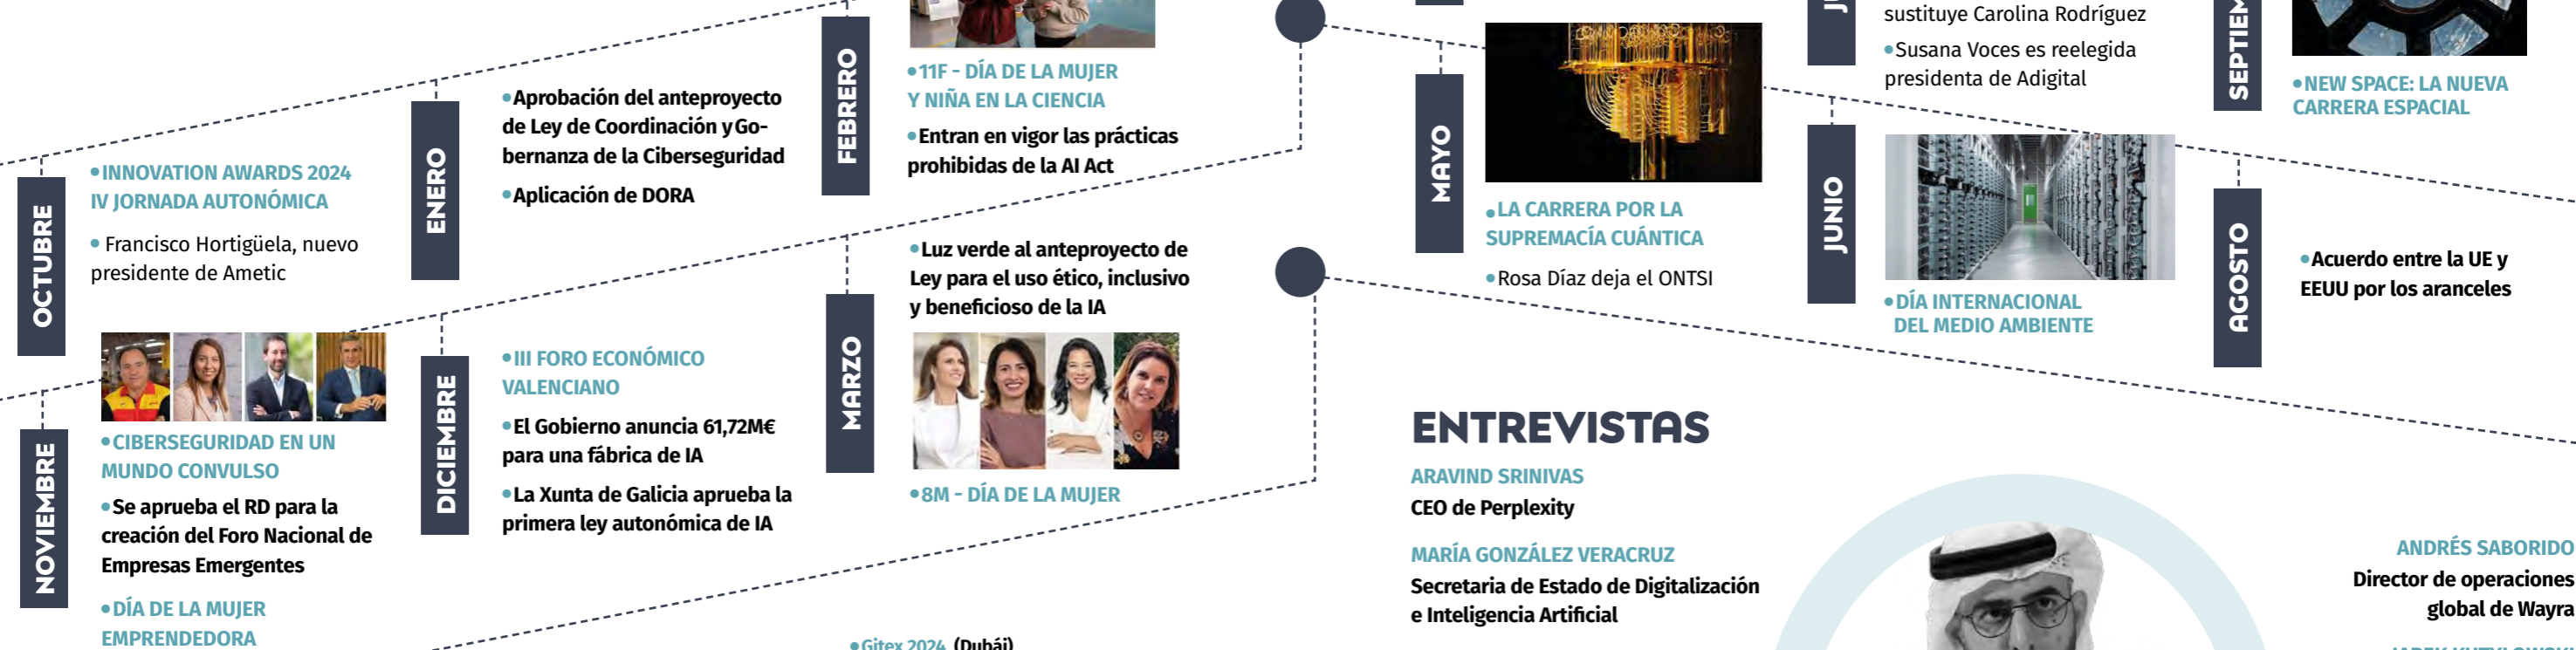 OCTUBRE
•INNOVATION AWARDS 2024
IV JORNADA AUTONÓMICA
• Francisco Hortigüela, nuevo
presidente de Ametic
NOVIEMBRE
•CIBERSEGURIDAD EN UN
MUNDO CONVULSO
•Se aprueba el RD para la
creación del Foro Nacional de
Empresas Emergentes
•DÍA DE LA MUJER
EMPRENDEDORA
ENERO
•Aprobación del anteproyecto
de Ley de Coordinación y Go-
bernanza de la Ciberseguridad
•Aplicación de DORA
DICIEMBRE
•III FORO ECONÓMICO
VALENCIANO
•El Gobierno anuncia 61,72M€
para una fábrica de IA
•La Xunta de Galicia aprueba la
primera ley autonómica de IA
FEBRERO
•11F - DÍA DE LA MUJER
Y NIÑA EN LA CIENCIA
•Entran en vigor las prácticas
prohibidas de la AI Act
MARZO
•Luz verde al anteproyecto de
Ley para el uso ético, inclusivo
y beneficioso de la IA
•8M - DÍA DE LA MUJER
•Gitex 2024 (Dubái)
MAYO
•LA CARRERA POR LA
SUPREMACÍA CUÁNTICA
•Rosa Díaz deja el ONTSI
sustituye Carolina Rodríguez
•Susana Voces es reelegida
presidenta de Adigital
JUNIO
•DÍA INTERNACIONAL
DEL MEDIO AMBIENTE
SEPTIEM
•NEW SPACE: LA NUEVA
CARRERA ESPACIAL
AGOSTO
•Acuerdo entre la UE y
EEUU por los aranceles
ENTREVISTAS
ARAVIND SRINIVAS
CEO de Perplexity
MARÍA GONZÁLEZ VERACRUZ
Secretaria de Estado de Digitalización
e Inteligencia Artificial
ANDRÉS SABORIDO
Director de operaciones
global de Wayra